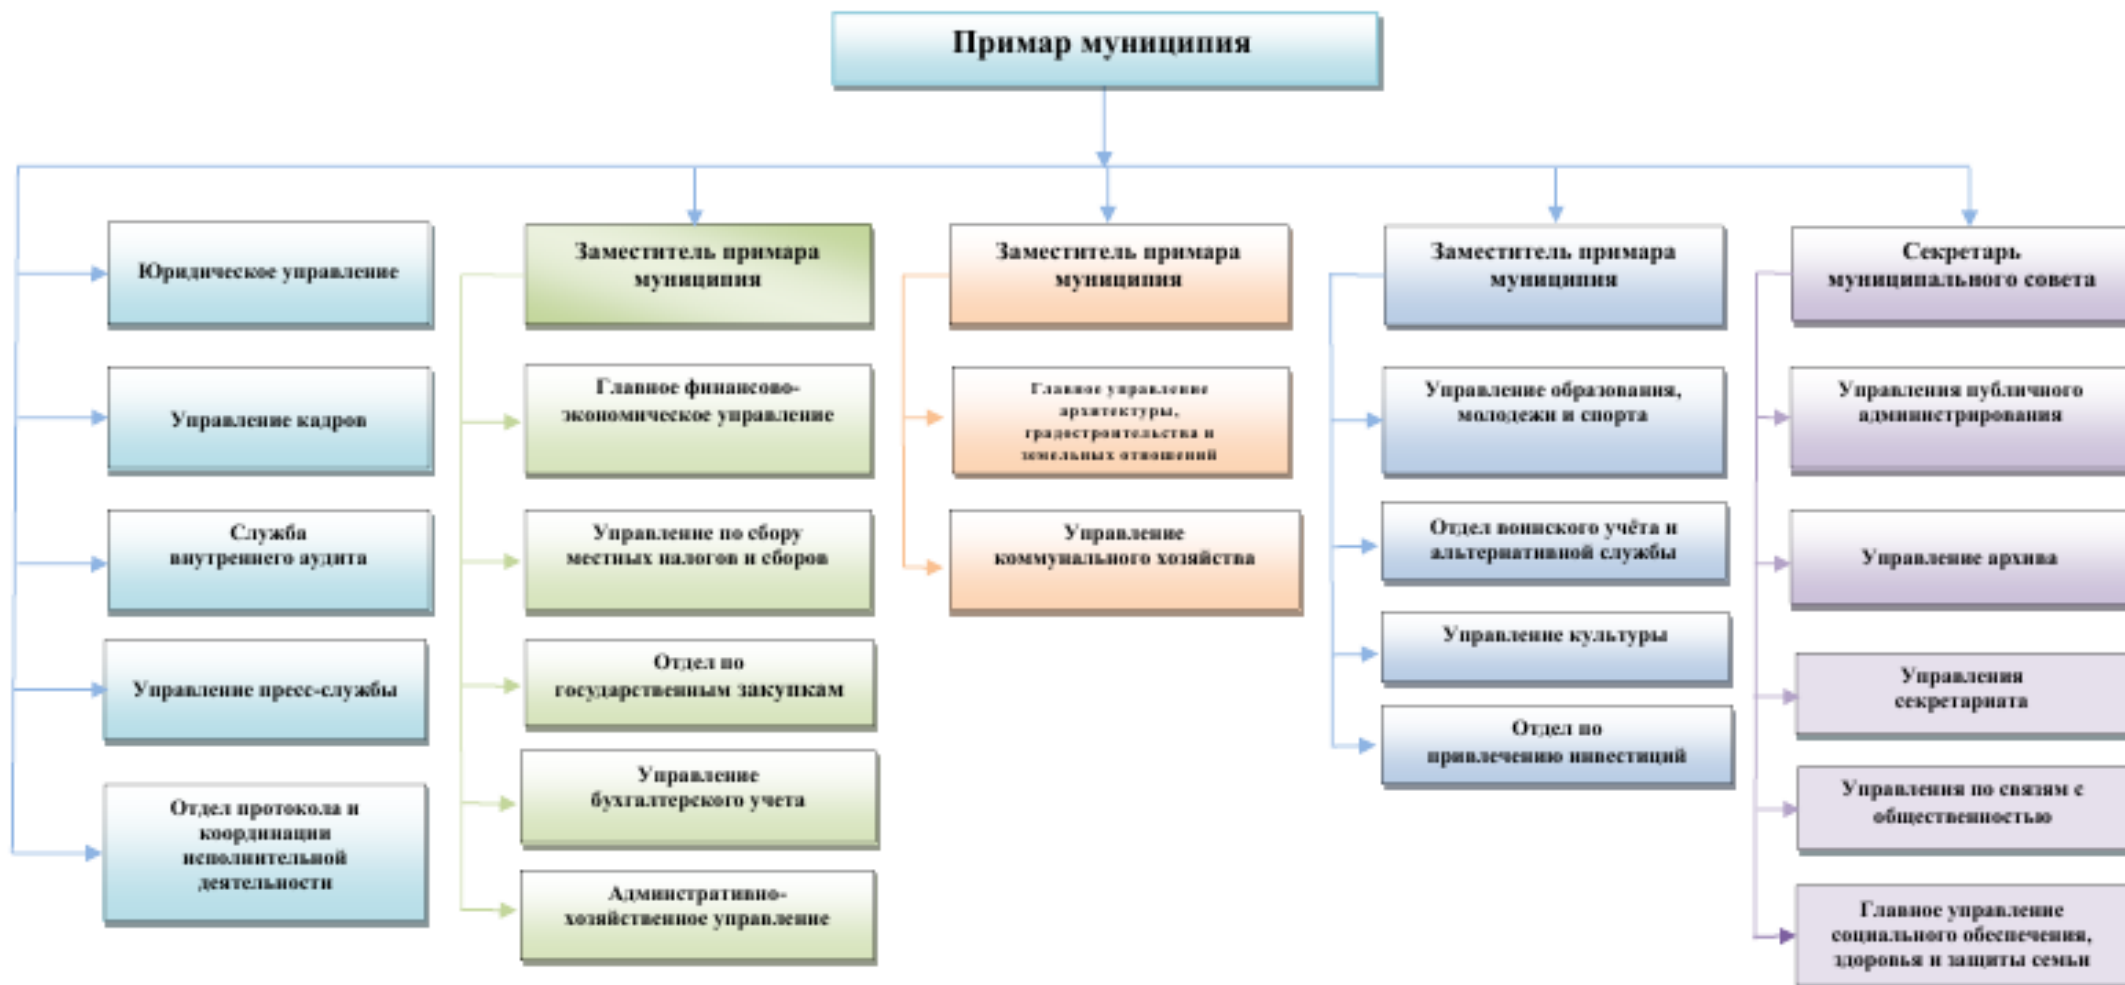 Примар муниципия
Юридическое управление
Управление кадров
Служба
внутреннего аудита
Управление пресс-службы
Отдел протокола и
координации
исполнительной
деятельности
Заместитель примара
муниципия
Главное финансово-
экономическое управление
Управление по сбору
местных налогов и сборов
Отдел по
государственным закупкам
Управление
бухгалтерского учета
Админстративно-
хозяйственное управление
Заместитель примара
муниципия
Главное управление
архитектуры,
градостроительства и
земельных отношений
Управление
коммунального хозяйства
Заместитель примара
муниципия
Управление образования,
молодежи и спорта
Отдел воинского учёта и
альтернативной службы
Управление культуры
Отдел по
привлечению инвестиций
Секретарь
муниципального совета
Управления публичного
администрирования
Управление архива
Управления
секретариата
Управления по связям с
общественностью
Главное управление
социального обеспечения,
здоровья и защиты семьи